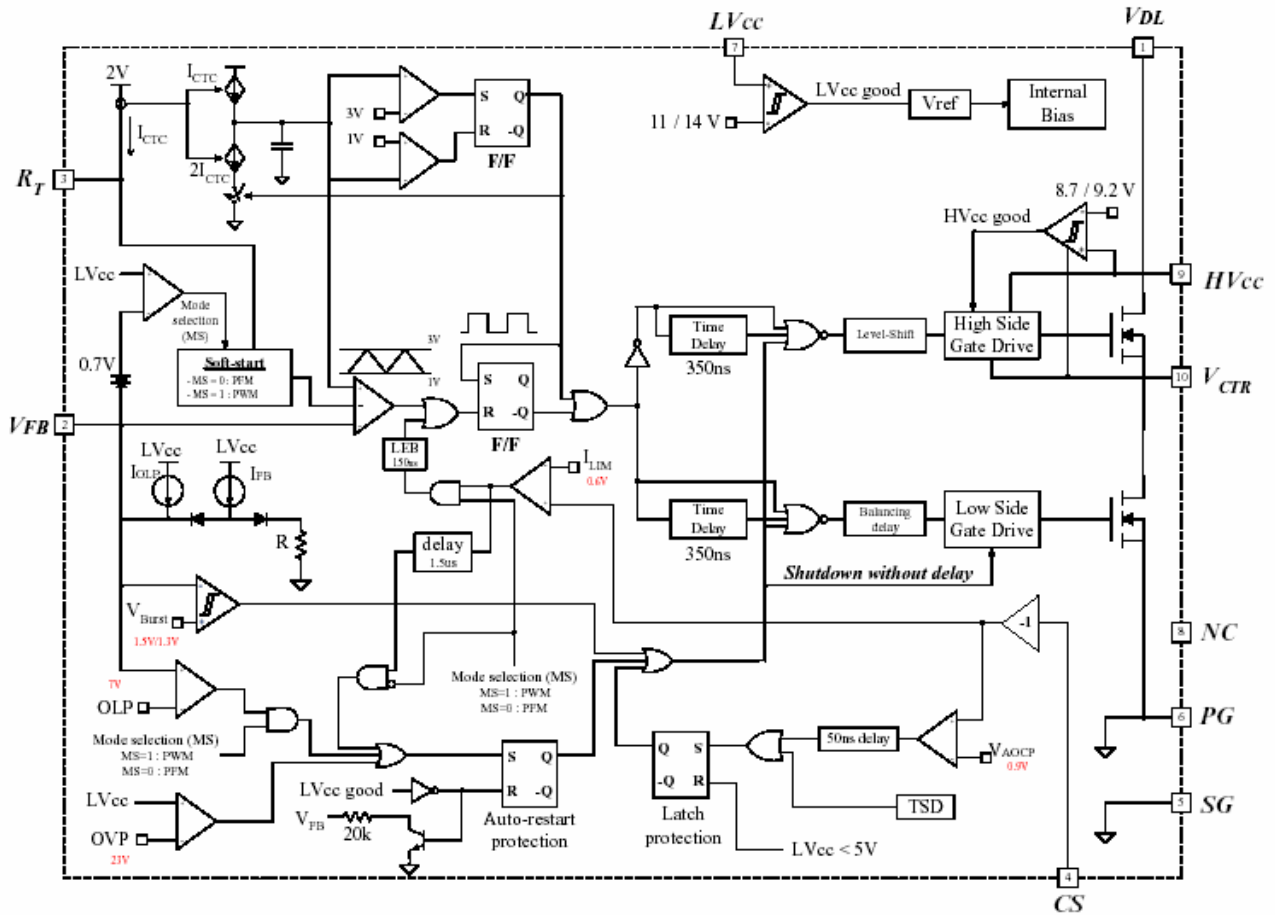 LVcc
VDL
7
1
2V
ICTC
ICTC
2ICTC
3V
1V
S Q
R -Q
F/F
LVcc good
11 / 14 V
Vref
Internal
Bias
RT
3
8.7 / 9.2 V
HVcc good
9
HVcc
LVcc
Mode
selection
(MS)
0.7V
Soft-start
- MS = 0 : PFM
- MS = 1 : PWM
3V
1V
S Q
R -Q
F/F
Time
Delay
350ns
Level-Shift
High Side
Gate Drive
10
VCTR
VFB
2
LEB
150ns
LVcc
LVcc
IOLP
IFB
R
ILIM
0.6V
Time
Delay
350ns
Balancing
delay
Low Side
Gate Drive
delay
1.5us
Shutdown without delay
VBurst
1.5V/1.3V
-1
8
NC
7V
OLP
Mode selection (MS)
MS=1 : PWM
MS=0 : PFM
Mode selection (MS)
MS=1 : PWM
MS=0 : PFM
6
PG
50ns delay
VAOCP
0.9V
Q S
-Q R
S Q
R -Q
LVcc
OVP
23V
LVcc good
VFB
20k
Auto-restart
protection
Latch
protection
TSD
LVcc < 5V
5
SG
4
CS